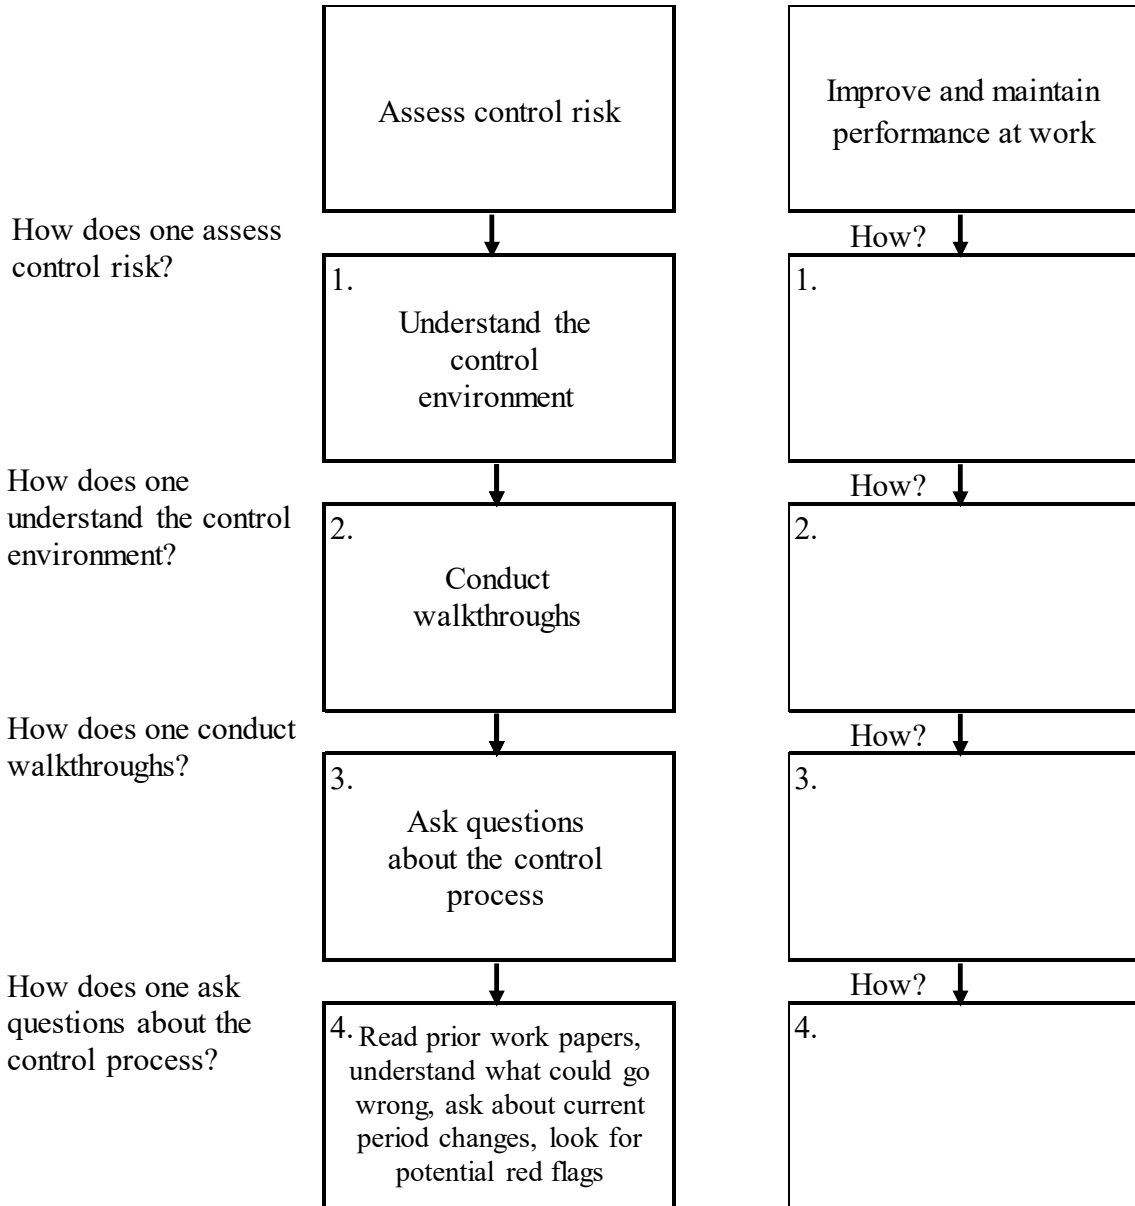 Assess control risk
Improve and maintain
performance at work
How does one assess
control risk?
How?
1.
Understand the
control
environment
1.
How does one
understand the control
environment?
How?
2.
Conduct
walkthroughs
2.
How does one conduct
walkthroughs?
How?
3.
Ask questions
about the control
process
3.
How does one ask
questions about the
control process?
How?
4. Read prior work papers,
understand what could go
wrong, ask about current
period changes, look for
potential red flags
4.